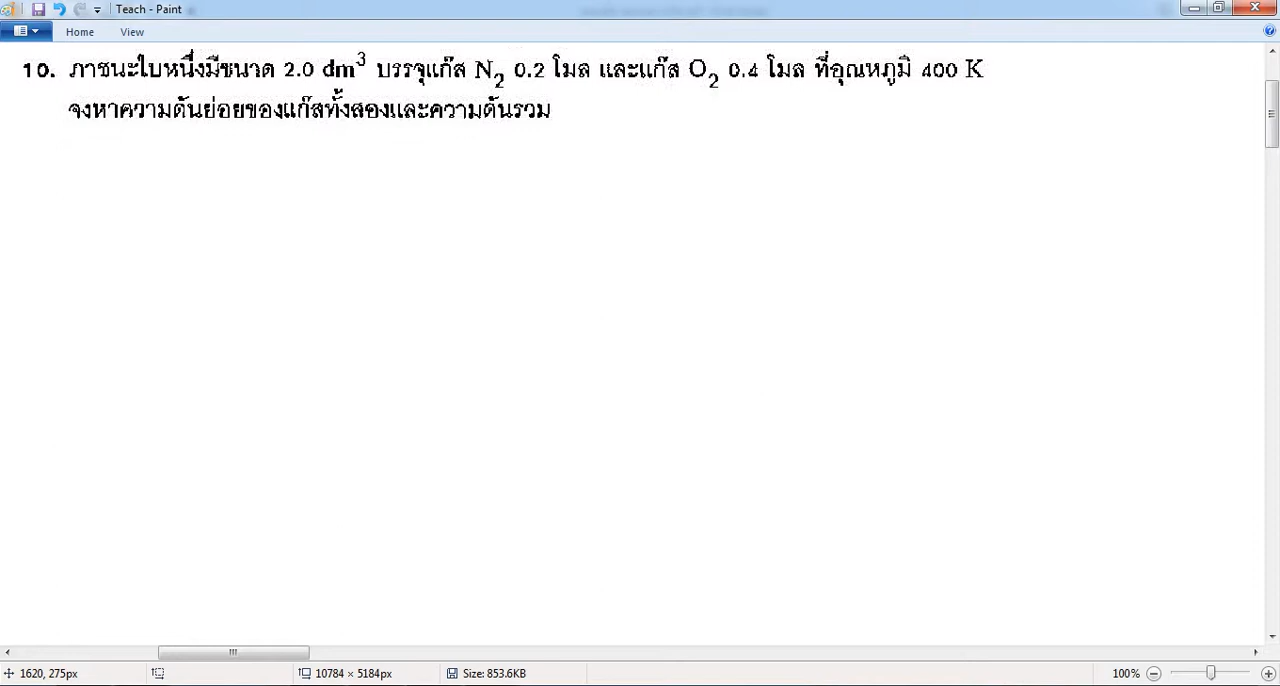 Teach - Paint
Home View
10. ภาชนะใบหนึ่งมีขนาด 2.0 dm³ บรรจุแก๊ส N₂ 0.2 โมล และแก๊ส O₂ 0.4 โมล ที่อุณหภูมิ 400 K
จงหาความดันย่อยของแก๊สทั้งสองและความดันรวม
1620, 275px 10784 × 5184px Size: 853.6KB 100%